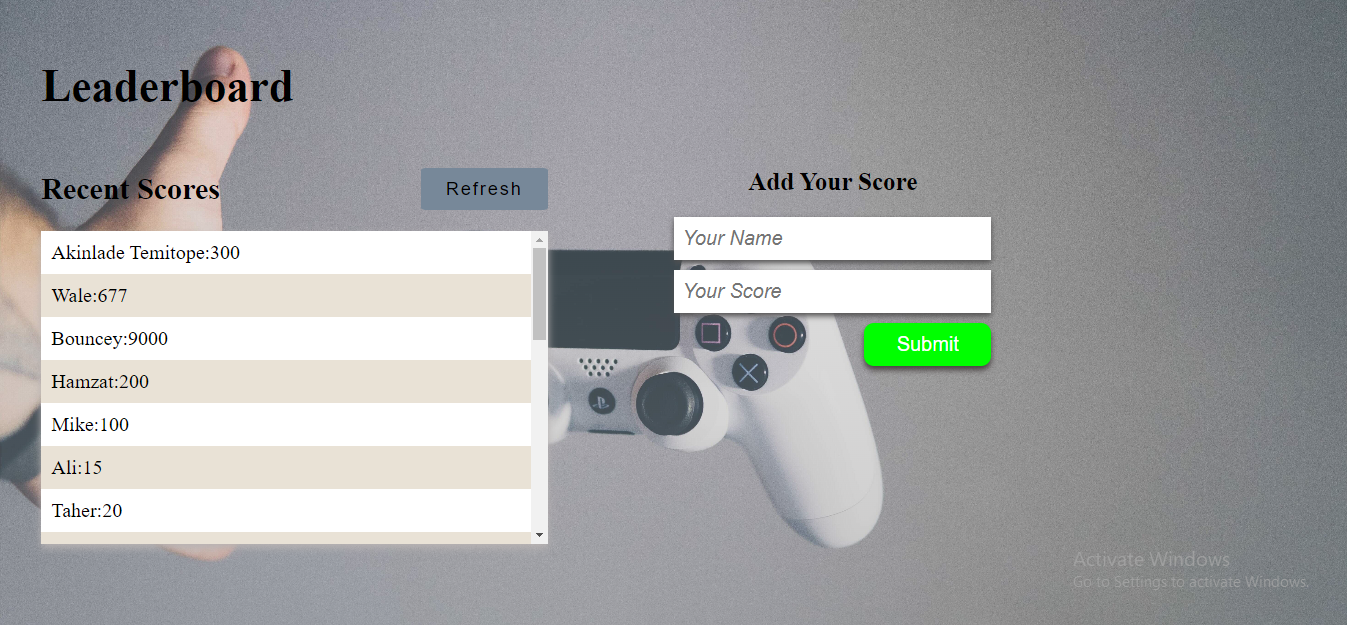 Leaderboard
Recent Scores
Refresh
Akinlade Temitope:300
Wale:677
Bouncey:9000
Hamzat:200
Mike:100
Ali:15
Taher:20
Add Your Score
Your Name
Your Score
Submit
Activate Windows
Go to Settings to activate Windows.